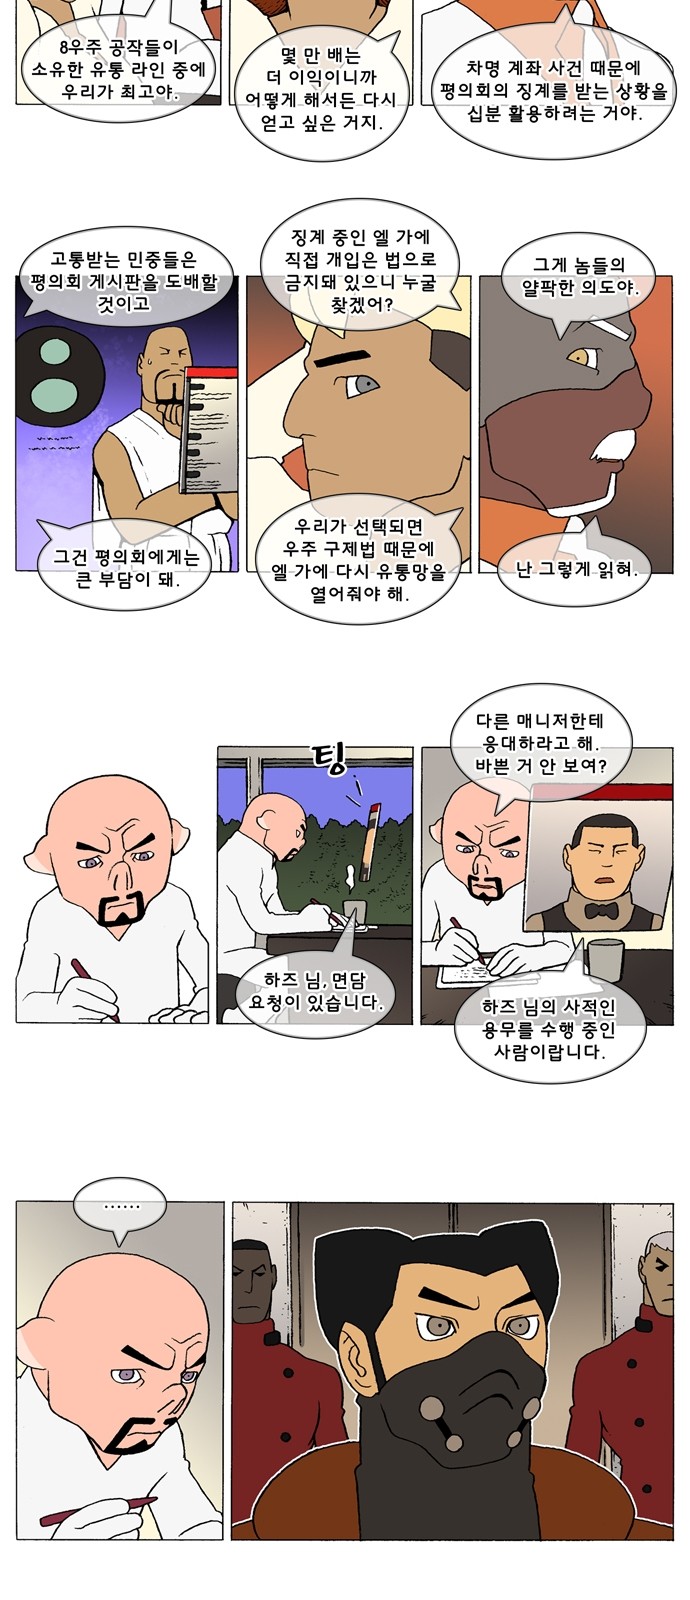 8우주 공작들이
소유한 유통 라인 중에
우리가 최고야.
몇 만 배는
더 이익이니까
어떻게 해서든 다시
얻고 싶은 거지.
차명 계좌 사건 때문에
평의회의 징계를 받는 상황을
십분 활용하려는 거야.
고통받는 민중들은
평의회 게시판을 도배할
것이고
그건 평의회에게는
큰 부담이 돼.
징계 중인 엘 가에
직접 개입은 법으로
금지돼 있으니 누굴
찾겠어?
우리가 선택되면
우주 구제법 때문에
엘 가에 다시 유통망을
열어줘야 해.
그게 놈들의
얄팍한 의도야.
난 그렇게 읽혀.
팅
하즈 님, 면담
요청이 있습니다.
다른 매니저한테
응대하라고 해.
바쁜 거 안 보여?
하즈 님의 사적인
용무를 수행 중인
사람이랍니다.
······